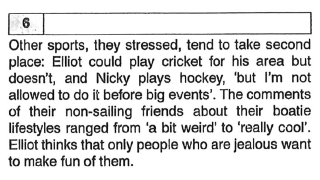 6
Other sports, they stressed, tend to take second
place: Elliot could play cricket for his area but
doesn't, and Nicky plays hockey, 'but I'm not
allowed to do it before big events'. The comments
of their non-sailing friends about their boatie
lifestyles ranged from 'a bit weird' to 'really cool'.
Elliot thinks that only people who are jealous want
to make fun of them.